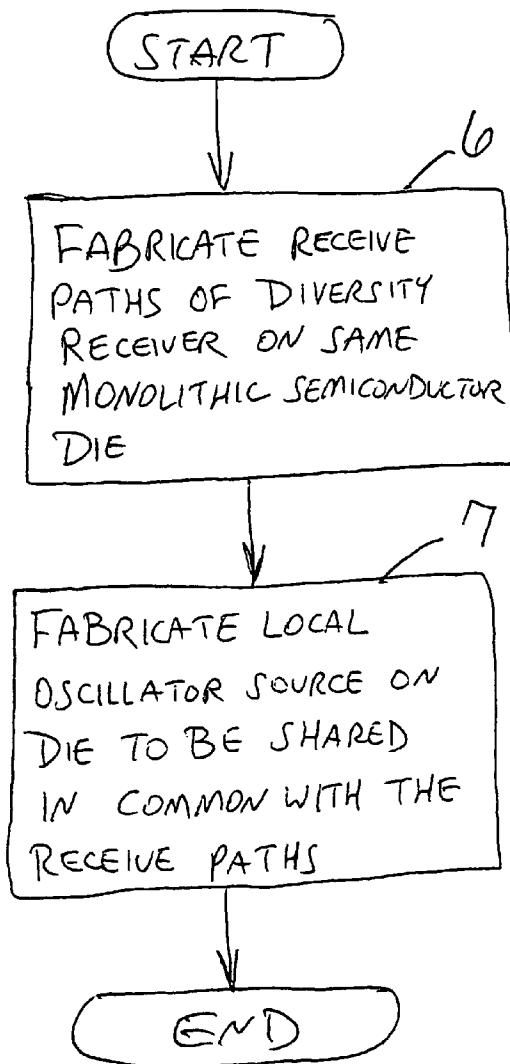 START
6
FABRICATE RECEIVE
PATHS OF DIVERSITY
RECEIVER ON SAME
MONOLITHIC SEMICONDUCTOR
DIE
7
FABRICATE LOCAL
OSCILLATOR SOURCE ON
DIE TO BE SHARED
IN COMMON WITH THE
RECEIVE PATHS
END